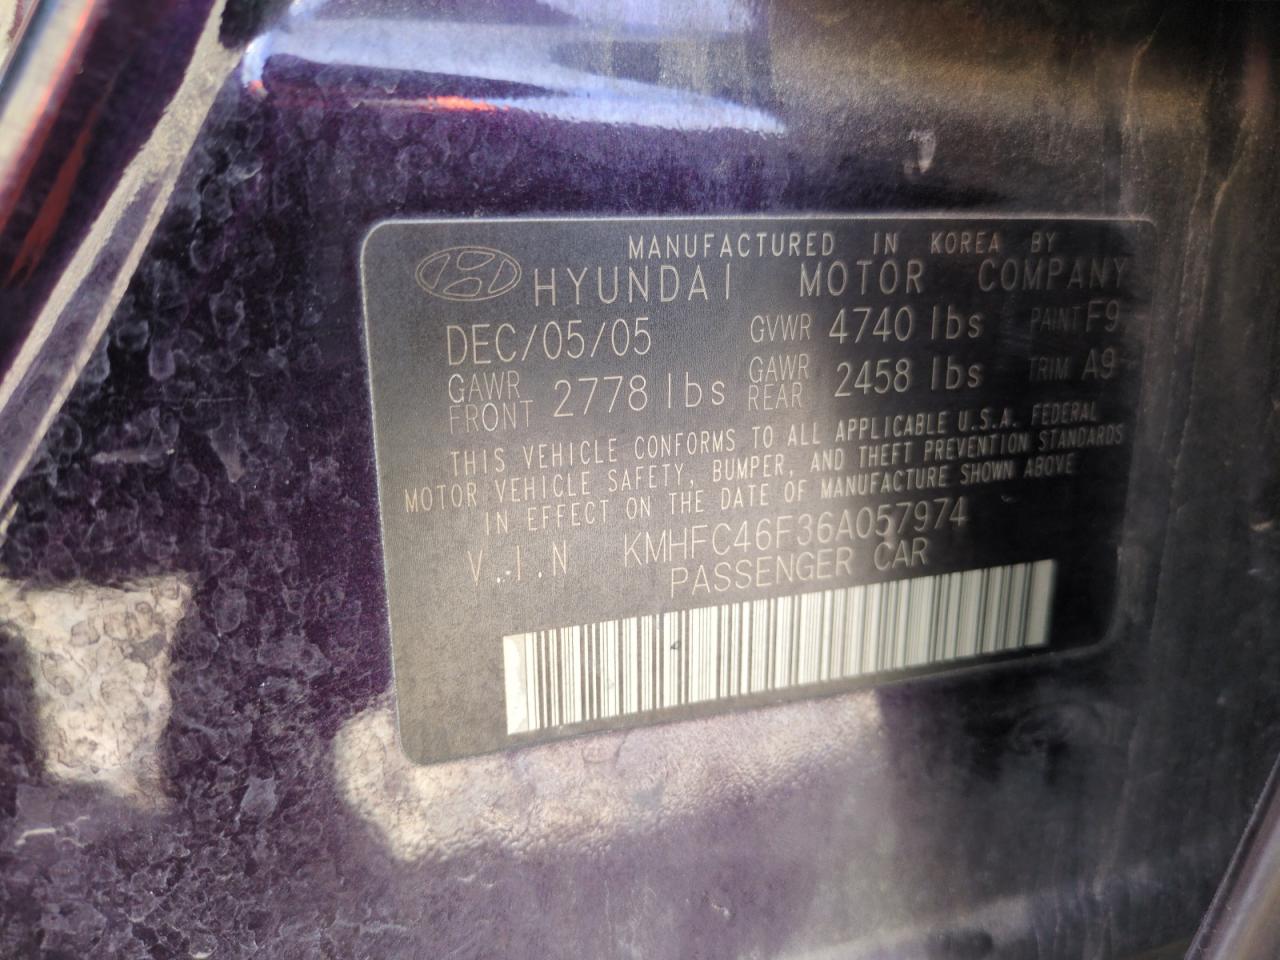 MANUFACTURED IN KOREA BY
HYUNDAI MOTOR COMPANY
DEC/05/05 GVWR 4740 lbs PAINT F9
GAWR FRONT 2778 lbs GAWR REAR 2458 lbs TRIM A9
THIS VEHICLE CONFORMS TO ALL APPLICABLE U.S.A. FEDERAL
MOTOR VEHICLE SAFETY, BUMPER, AND THEFT PREVENTION STANDARDS
IN EFFECT ON THE DATE OF MANUFACTURE SHOWN ABOVE
V.I.N KMHFC46F36A057974
PASSENGER CAR